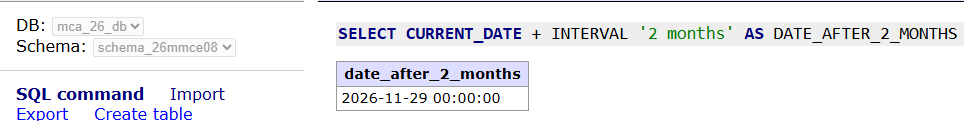 DB: mca_26_db
Schema: schema_26mmce08
SQL command Import
Export Create table
SELECT CURRENT_DATE + INTERVAL '2 months' AS DATE_AFTER_2_MONTHS
date_after_2_months
2026-11-29 00:00:00